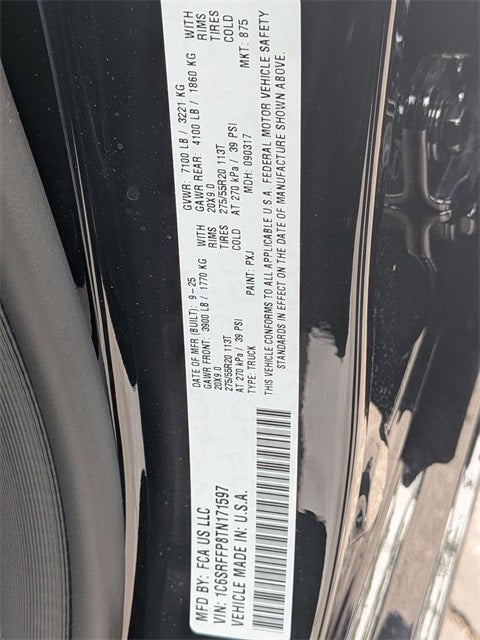 MFD BY: FCA US LLC
VIN: 1C6SRFFP8TN171597
VEHICLE MADE IN U.S.A.
DATE OF MFR (BUILT): 9-25
GAWR FRONT: 3900 LB / 1770 KG WITH
20X9.0 RIMS
275/55R20 113T TIRES
AT 270 kPa / 39 PSI COLD
TYPE: TRUCK PAINT: PXJ
GVWR: 7100 LB / 3221 KG
GAWR REAR: 4100 LB / 1860 KG WITH
20X9.0 RIMS
275/55R20 113T TIRES
AT 270 kPa / 39 PSI COLD
MDH: 090317 MKT: 875
THIS VEHICLE CONFORMS TO ALL APPLICABLE U.S.A. FEDERAL MOTOR VEHICLE SAFETY
STANDARDS IN EFFECT ON THE DATE OF MANUFACTURE SHOWN ABOVE.